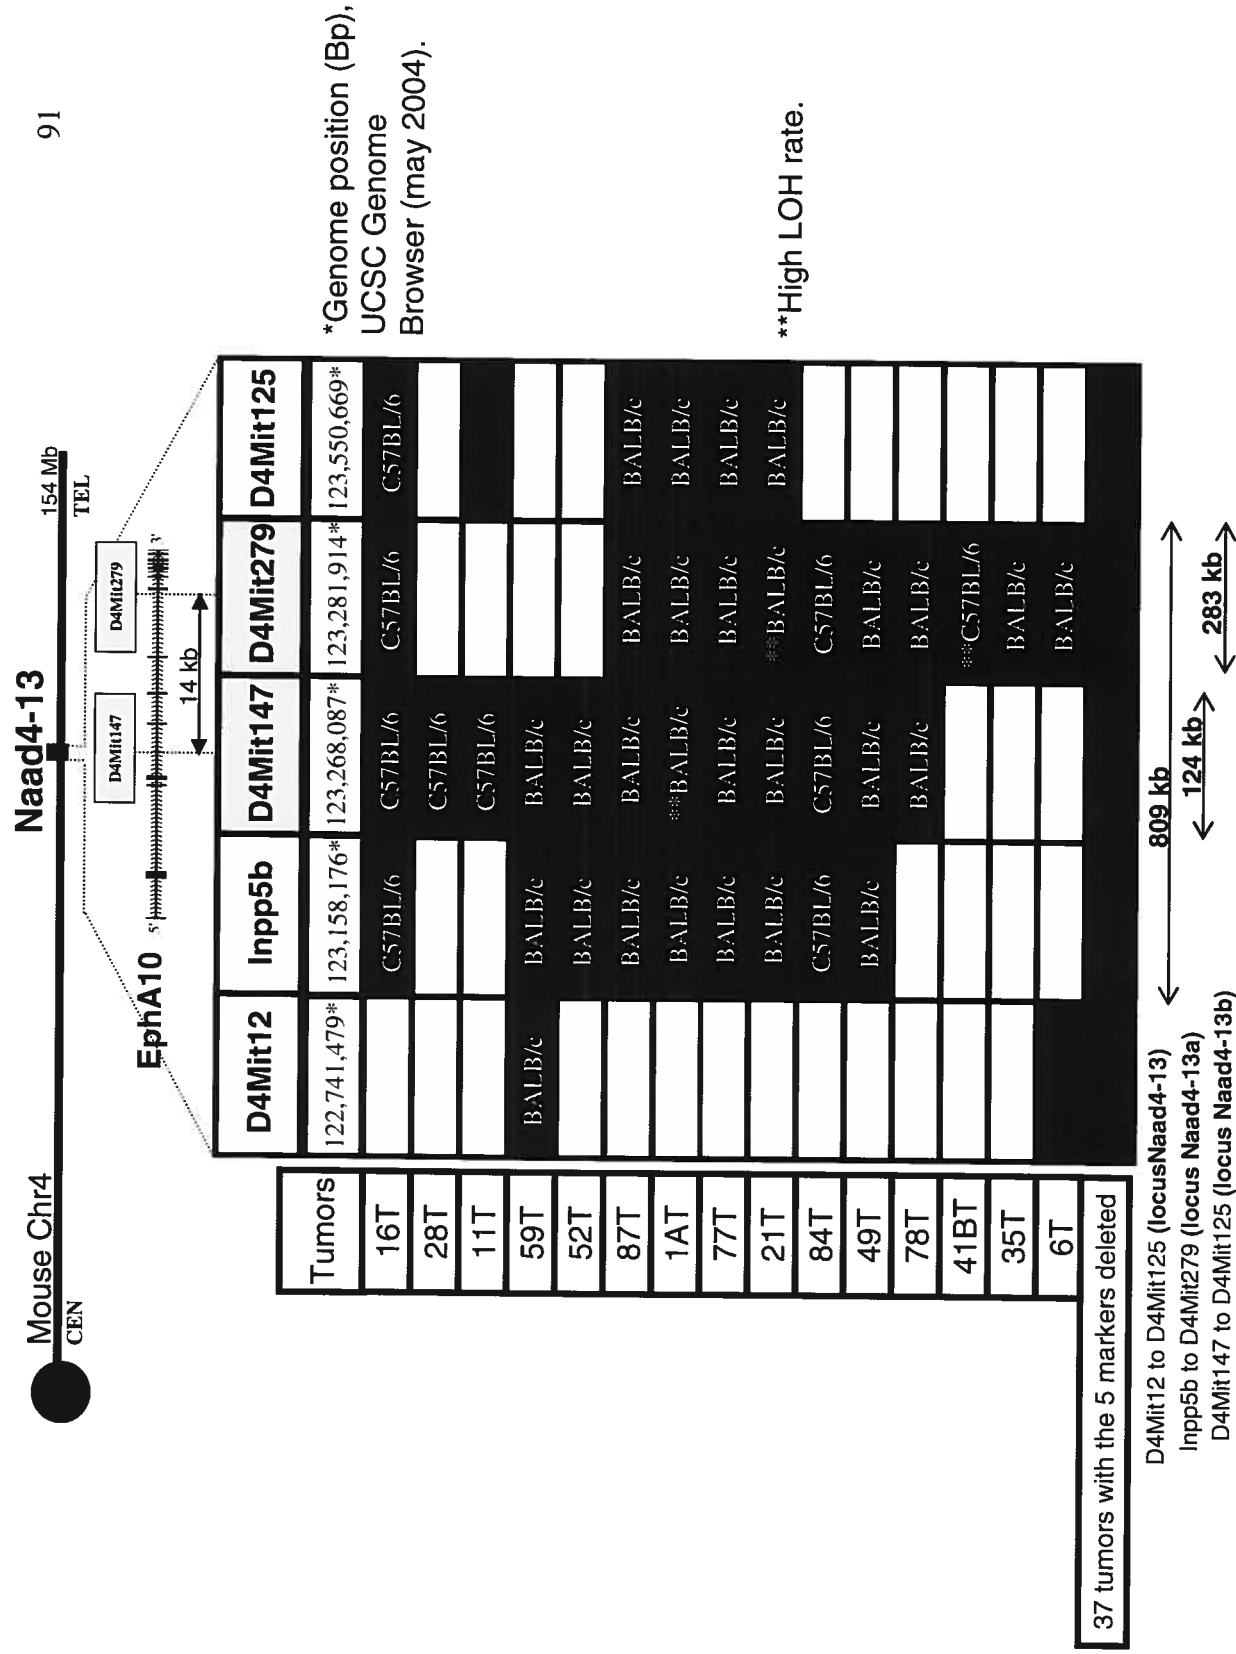 91
Naad4-13
Mouse Chr4
CEN
154 Mb
TEL
D4Mit147
D4Mit279
EphA10
5'
3'
14 kb
D4Mit12 Inpp5b D4Mit147 D4Mit279 D4Mit125
Tumors 122,741,479* 123,158,176* 123,268,087* 123,281,914* 123,550,669*
16T C57BL/6 C57BL/6 C57BL/6 C57BL/6
28T C57BL/6
11T C57BL/6
59T BALB/c BALB/c BALB/c
52T BALB/c BALB/c
87T BALB/c BALB/c BALB/c BALB/c
1AT BALB/c **BALB/c BALB/c BALB/c
77T BALB/c BALB/c BALB/c BALB/c
21T BALB/c BALB/c **BALB/c BALB/c
84T C57BL/6 C57BL/6 C57BL/6
49T BALB/c BALB/c BALB/c
78T BALB/c BALB/c
41BT **C57BL/6
35T BALB/c
6T BALB/c
37 tumors with the 5 markers deleted
*Genome position (Bp),
UCSC Genome
Browser (may 2004).
**High LOH rate.
D4Mit12 to D4Mit125 (locusNaad4-13)
809 kb
Inpp5b to D4Mit279 (locus Naad4-13a)
124 kb
D4Mit147 to D4Mit125 (locus Naad4-13b)
283 kb